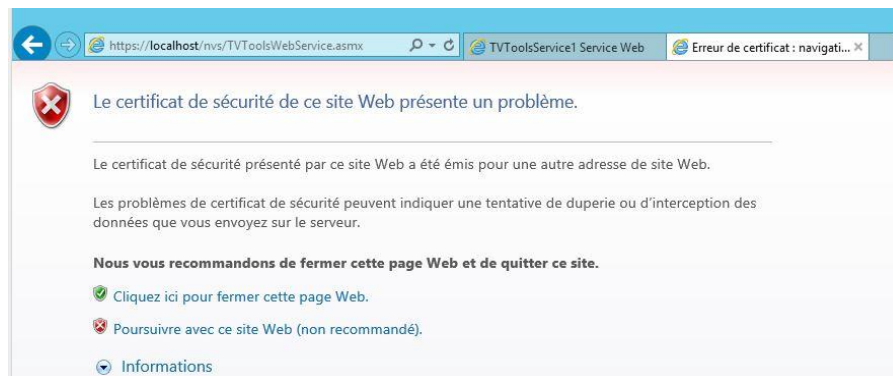 https://localhost/nvs/TVToolsWebService.asmx
TVToolsService1 Service Web
Erreur de certificat : navigati...
Le certificat de sécurité de ce site Web présente un problème.
Le certificat de sécurité présenté par ce site Web a été émis pour une autre adresse de site Web.
Les problèmes de certificat de sécurité peuvent indiquer une tentative de duperie ou d'interception des
données que vous envoyez sur le serveur.
Nous vous recommandons de fermer cette page Web et de quitter ce site.
Cliquez ici pour fermer cette page Web.
Poursuivre avec ce site Web (non recommandé).
Informations